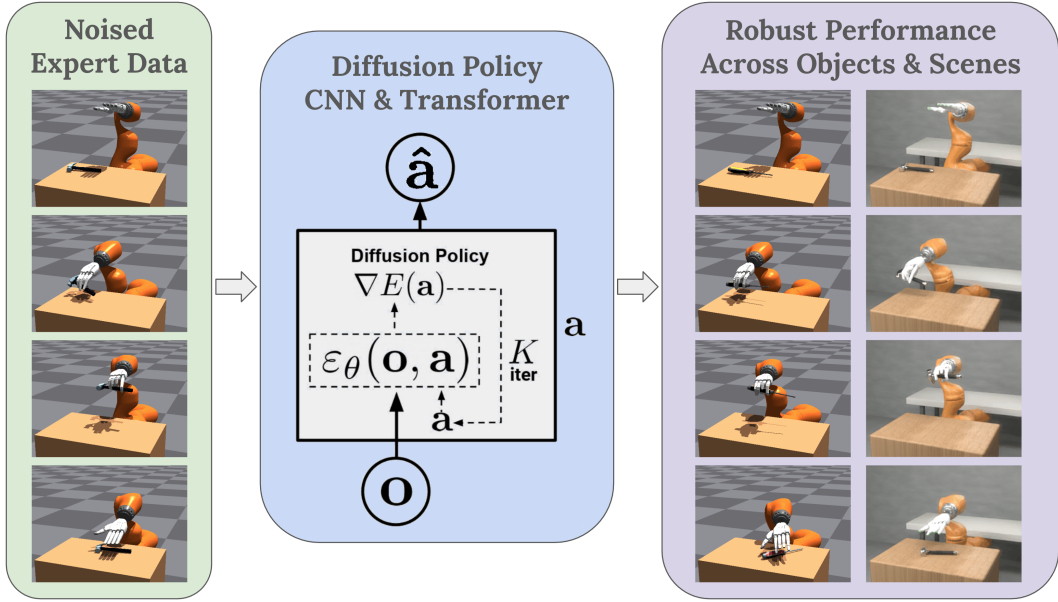 Noised
Expert Data
Diffusion Policy
CNN & Transformer
â
Diffusion Policy
∇E(a)
ε_θ(o, a)
K
iter
a
a
o
Robust Performance
Across Objects & Scenes